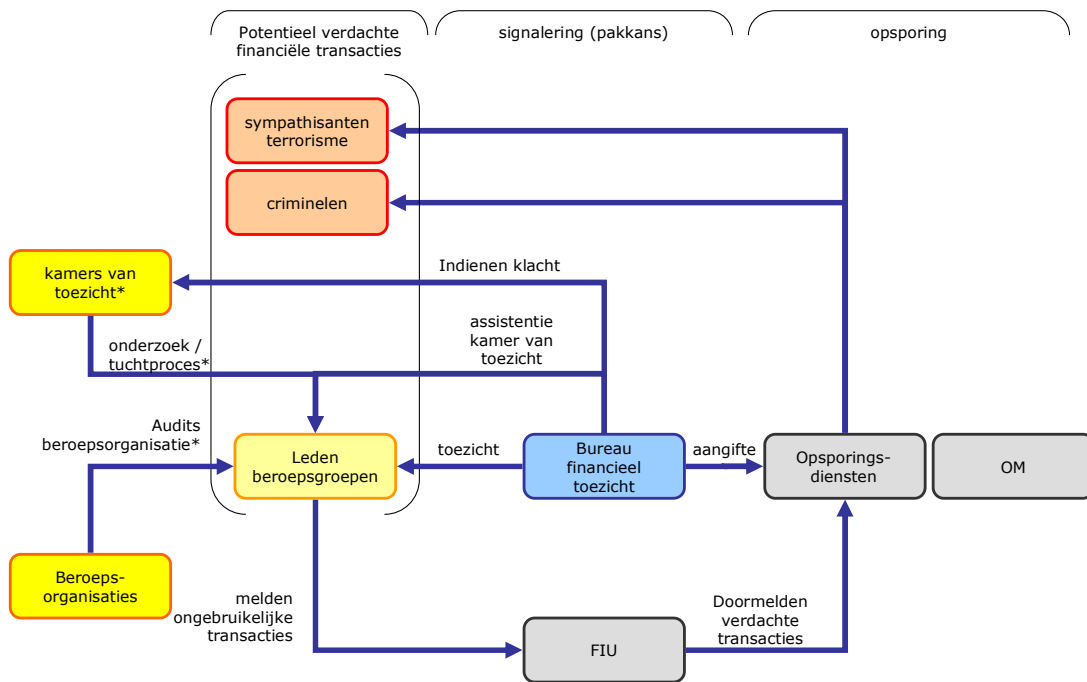 Potentieel verdachte
financiële transacties
signalering (pakkans)
opsporing
sympathisanten
terrorisme
criminelen
kamers van
toezicht*
Indienen klacht
assistentie
kamer van
toezicht
onderzoek /
tuchtproces*
Audits
beroepsorganisatie*
Leden
beroepsgroepen
toezicht
Bureau
financieel
toezicht
aangifte
Opsporings-
diensten
OM
Beroeps-
organisaties
melden
ongebruikelijke
transacties
FIU
Doormelden
verdachte
transacties